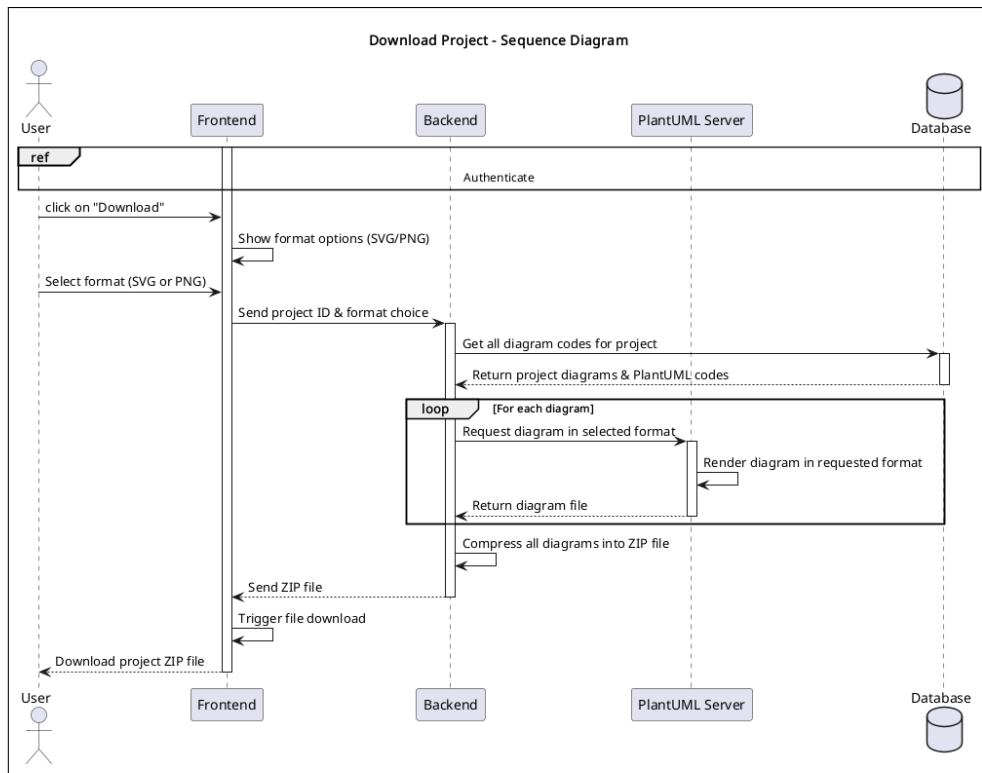 Download Project - Sequence Diagram
User
Frontend
Backend
PlantUML Server
Database
ref
Authenticate
click on "Download"
Show format options (SVG/PNG)
Select format (SVG or PNG)
Send project ID & format choice
Get all diagram codes for project
Return project diagrams & PlantUML codes
loop [For each diagram]
Request diagram in selected format
Render diagram in requested format
Return diagram file
Compress all diagrams into ZIP file
Send ZIP file
Trigger file download
Download project ZIP file
User
Frontend
Backend
PlantUML Server
Database